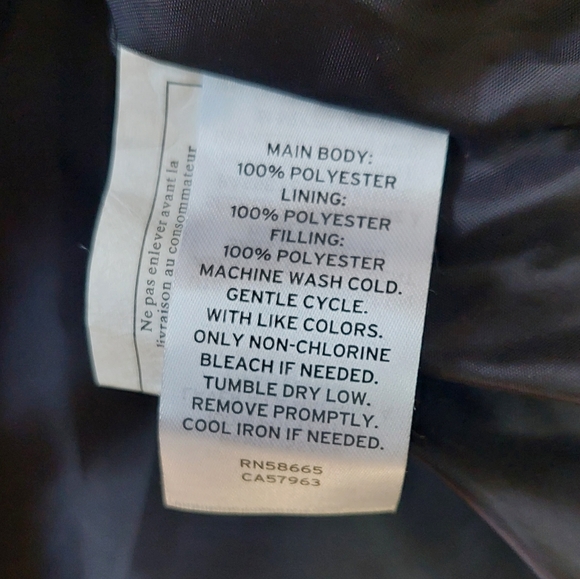 MAIN BODY:
100% POLYESTER
LINING:
100% POLYESTER
FILLING:
100% POLYESTER
MACHINE WASH COLD.
GENTLE CYCLE.
WITH LIKE COLORS.
ONLY NON-CHLORINE
BLEACH IF NEEDED.
TUMBLE DRY LOW.
REMOVE PROMPTLY.
COOL IRON IF NEEDED.
RN58665
CA57963
Ne pas enlever avant la
livraison au consommateur